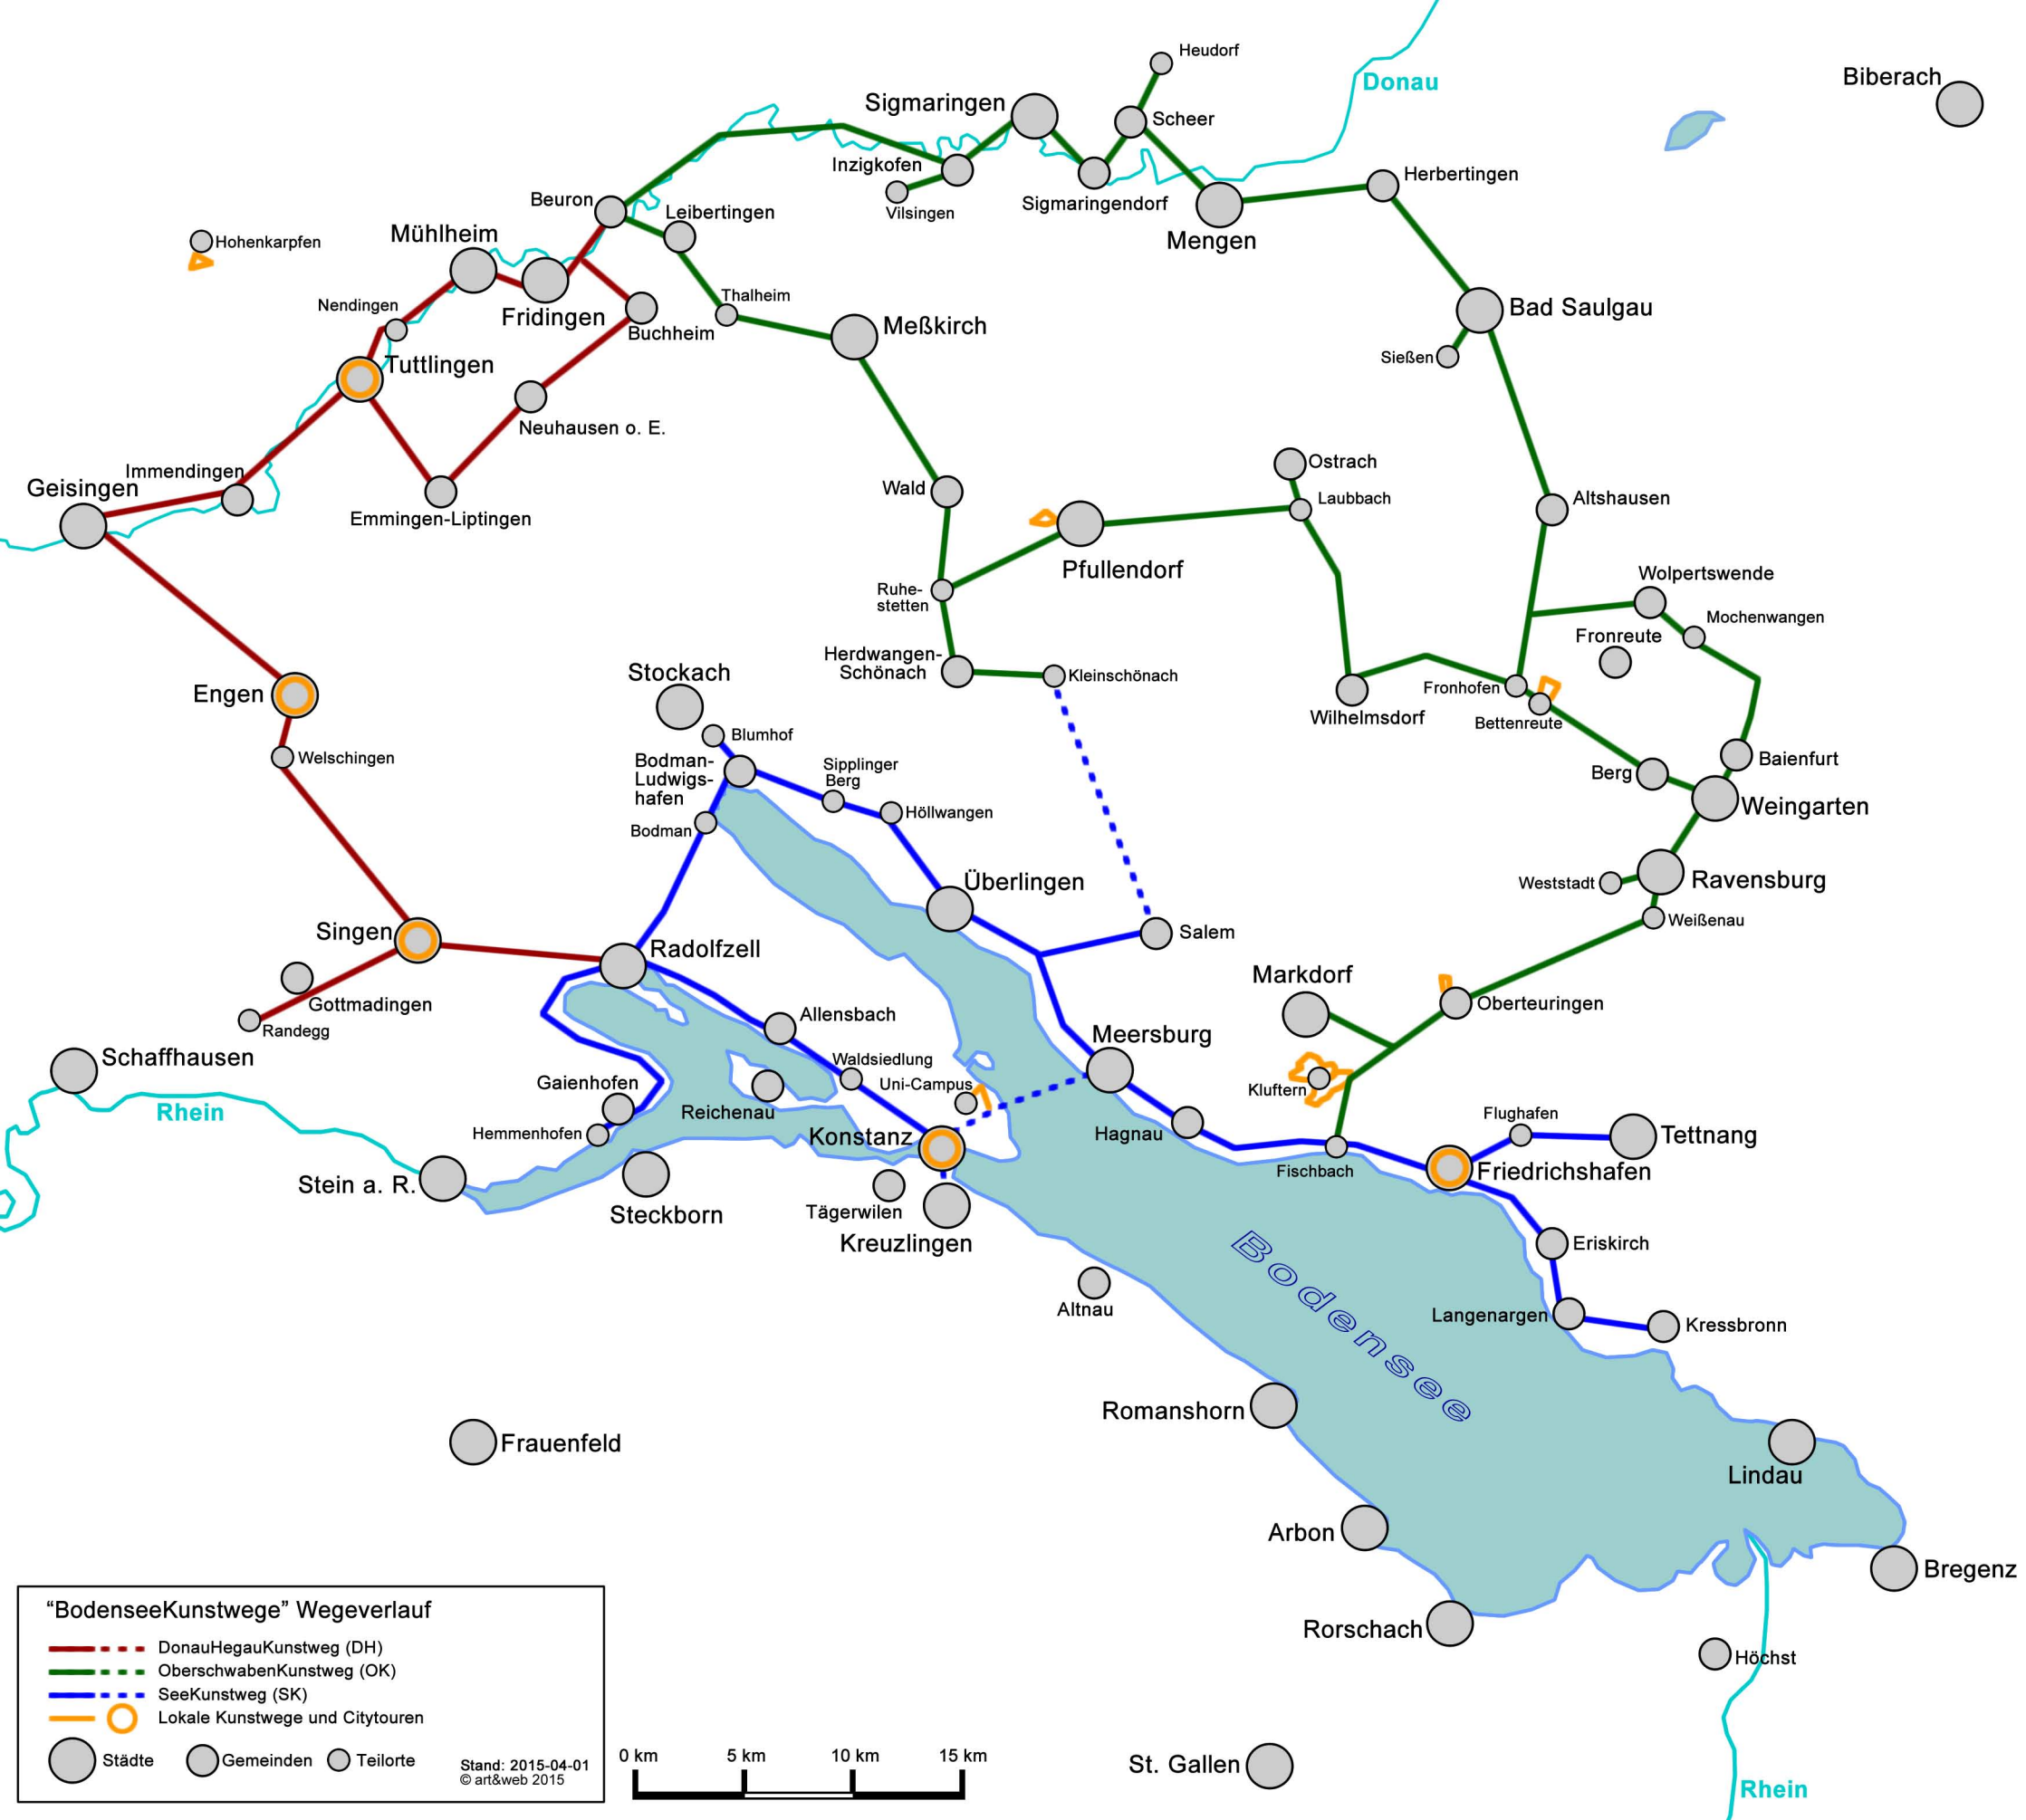 Heudorf
Donau
Biberach
Sigmaringen
Scheer
Inzigkofen
Herbertingen
Beuron
Vilsingen
Sigmaringendorf
Leibertingen
Mühlheim
Hohenkarpfen
Mengen
Nendingen
Thalheim
Fridingen
Bad Saulgau
Buchheim
Meßkirch
Sießen
Tuttlingen
Neuhausen o. E.
Immendingen
Ostrach
Geisingen
Wald
Laubbach
Altshausen
Emmingen-Liptingen
Pfullendorf
Wolpertswende
Ruhe-
stetten
Mochenwangen
Fronreute
Herdwangen-
Schönach
Stockach
Kleinschönach
Engen
Fronhofen
Wilhelmsdorf
Bettenreute
Blumhof
Welschingen
Bodman-
Ludwigs-
hafen
Sipplinger
Berg
Berg
Baienfurt
Weingarten
Höllwangen
Bodman
Überlingen
Weststadt
Ravensburg
Weißenau
Singen
Salem
Radolfzell
Markdorf
Gottmadingen
Oberteuringen
Randegg
Allensbach
Meersburg
Schaffhausen
Waldsiedlung
Gaienhofen
Uni-Campus
Kluftern
Rhein
Reichenau
Flughafen
Hemmenhofen
Konstanz
Hagnau
Tettnang
Fischbach
Friedrichshafen
Stein a. R.
Steckborn
Tägerwilen
Kreuzlingen
Eriskirch
Bodensee
Altnau
Langenargen
Kressbronn
Romanshorn
Frauenfeld
Lindau
Arbon
Bregenz
Rorschach
Höchst
“BodenseeKunstwege” Wegeverlauf
DonauHegauKunstweg (DH)
OberschwabenKunstweg (OK)
SeeKunstweg (SK)
Lokale Kunstwege und Citytouren
Städte Gemeinden Teilorte
Stand: 2015-04-01
© art&web 2015
0 km 5 km 10 km 15 km
St. Gallen
Rhein